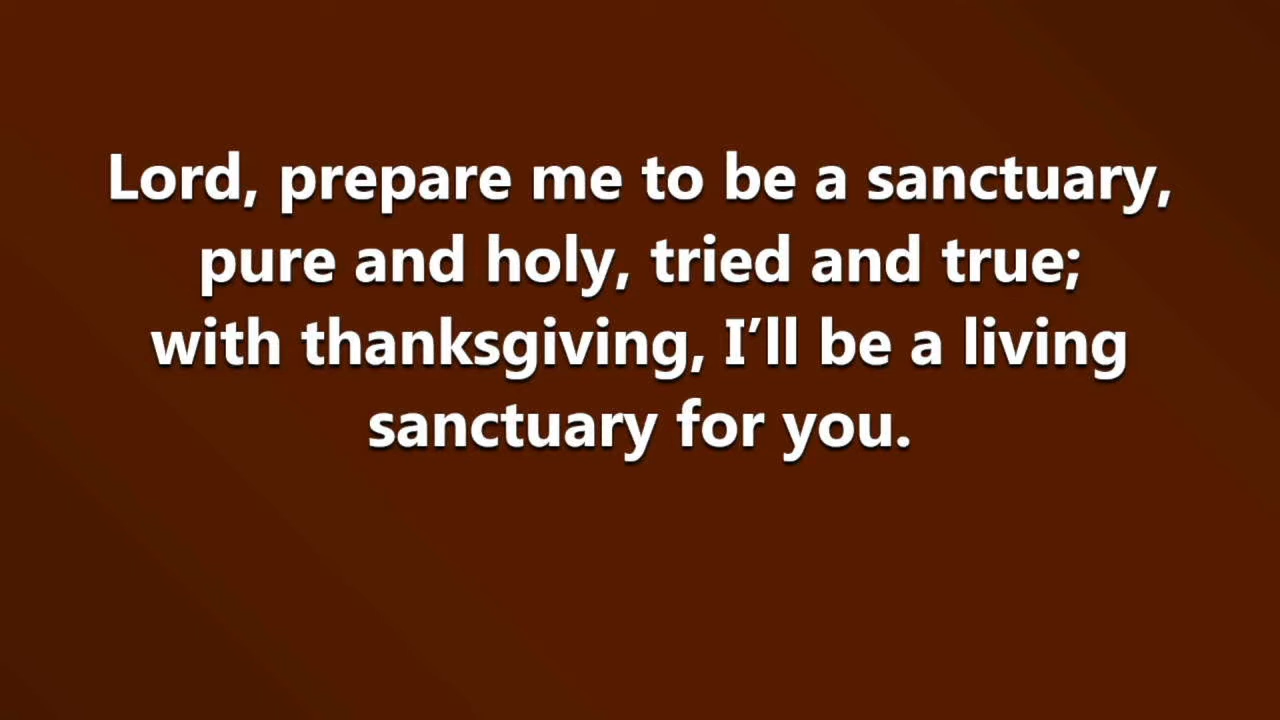 Lord, prepare me to be a sanctuary,
pure and holy, tried and true;
with thanksgiving, I’ll be a living
sanctuary for you.